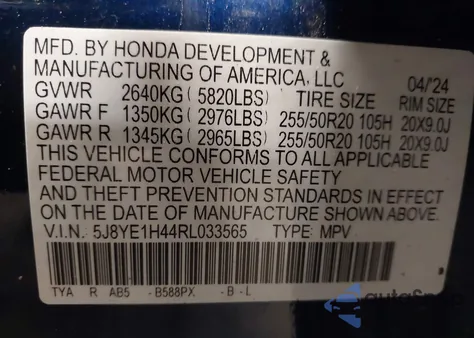 MFD. BY HONDA DEVELOPMENT &
MANUFACTURING OF AMERICA, LLC 04/'24
GVWR 2640KG ( 5820LBS) TIRE SIZE RIM SIZE
GAWR F 1350KG ( 2976LBS) 255/50R20 105H 20X9.0J
GAWR R 1345KG ( 2965LBS) 255/50R20 105H 20X9.0J
THIS VEHICLE CONFORMS TO ALL APPLICABLE
FEDERAL MOTOR VEHICLE SAFETY
AND THEFT PREVENTION STANDARDS IN EFFECT
ON THE DATE OF MANUFACTURE SHOWN ABOVE.
V.I.N. 5J8YE1H44RL033565 TYPE: MPV
TYA R AB5 -B588PX -B -L